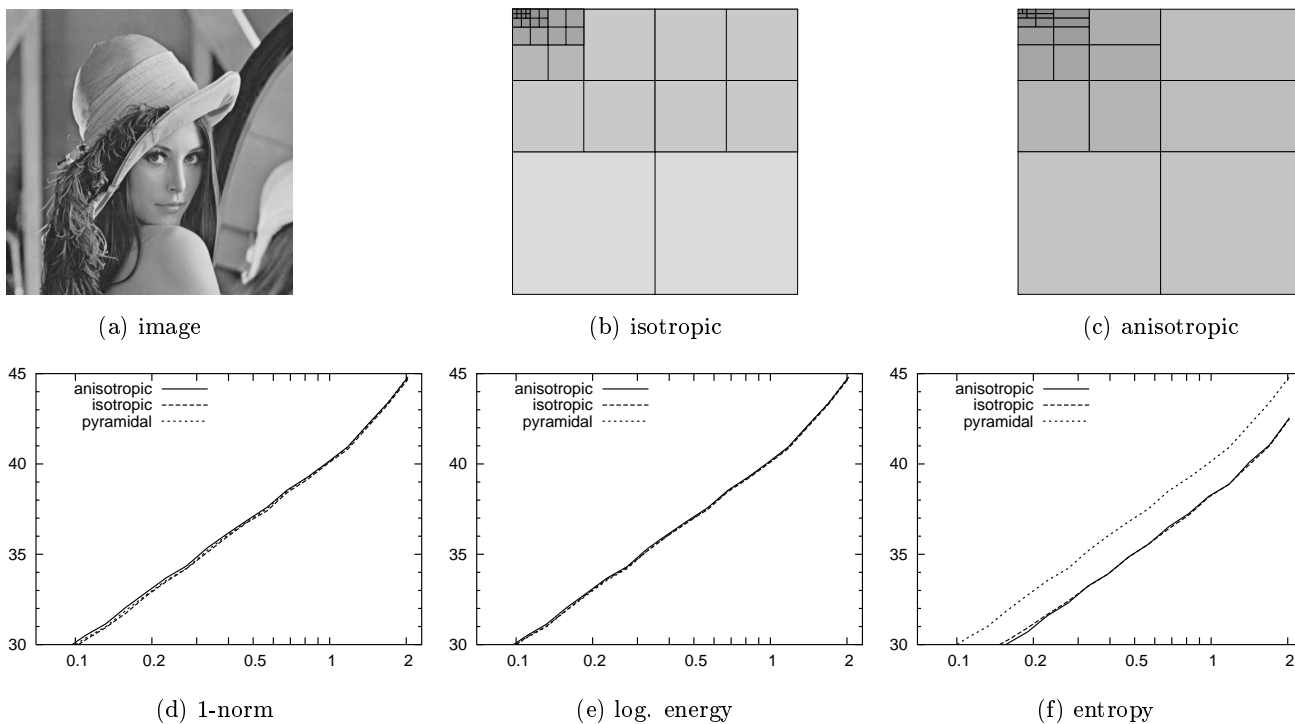 (a) image
(b) isotropic
(c) anisotropic
45
40
35
30
anisotropic
isotropic
pyramidal
0.1
0.2
0.5
1
2
(d) 1-norm
45
40
35
30
anisotropic
isotropic
pyramidal
0.1
0.2
0.5
1
2
(e) log. energy
45
40
35
30
anisotropic
isotropic
pyramidal
0.1
0.2
0.5
1
2
(f) entropy